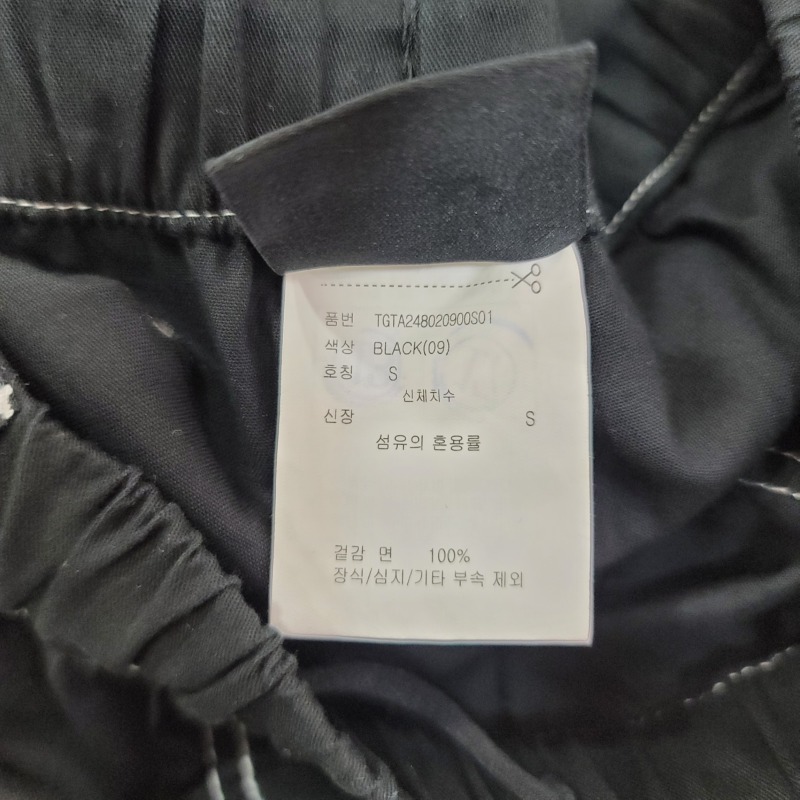 품번 TGTA248020900S01
색상 BLACK(09)
호칭 S
신체치수
신장 S
섬유의 혼용률
겉감 면 100%
장식/심지/기타 부속 제외